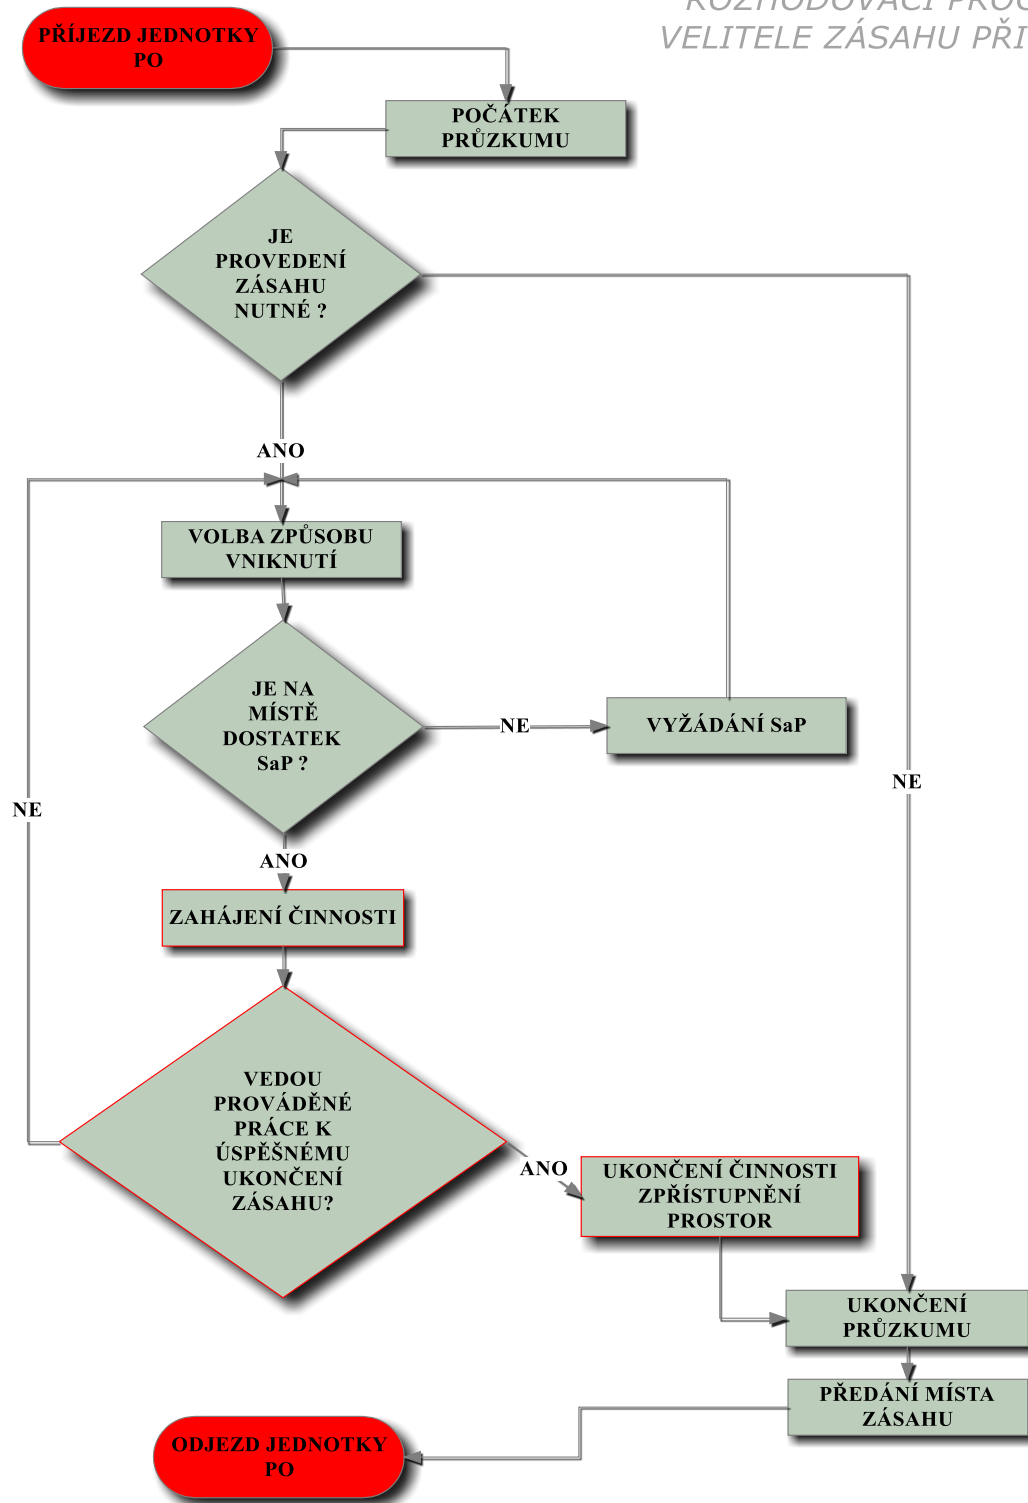 ROZHODOVACÍ PROC
VELITELE ZÁSAHU PŘI
PŘÍJEZD JEDNOTKY
PO
POČÁTEK
PRŮZKUMU
JE
PROVEDENÍ
ZÁSAHU
NUTNÉ ?
ANO
VOLBA ZPŮSOBU
VNIKNUTÍ
JE NA
MÍSTĚ
DOSTATEK
SaP ?
NE
VYŽÁDÁNÍ SaP
NE
NE
ANO
ZAHÁJENÍ ČINNOSTI
VEDOU
PROVÁDĚNÉ
PRÁCE K
ÚSPĚŠNÉMU
UKONČENÍ
ZÁSAHU?
ANO
UKONČENÍ ČINNOSTI
ZPŘÍSTUPNĚNÍ
PROSTOR
UKONČENÍ
PRŮZKUMU
PŘEDÁNÍ MÍSTA
ZÁSAHU
ODJEZD JEDNOTKY
PO